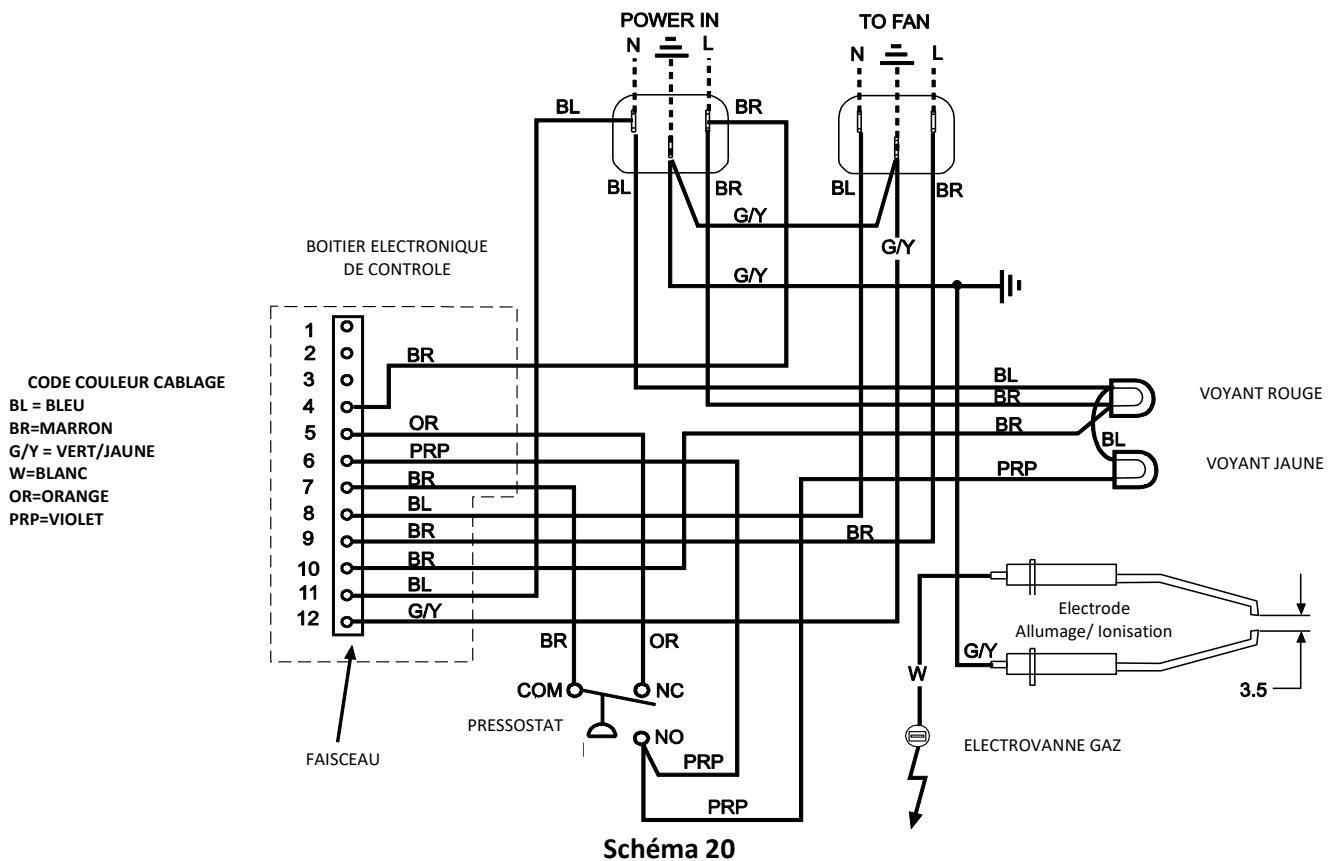 POWER IN
TO FAN
N L
N L
BL
BR
BL
BR
BL
BR
G/Y
G/Y
G/Y
BOITIER ELECTRONIQUE
DE CONTROLE
1
2
3
4
5
6
7
8
9
10
11
12
BR
OR
PRP
BR
BL
BR
BR
BL
G/Y
BR
CODE COULEUR CABLAGE
BL = BLEU
BR=MARRON
G/Y = VERT/JAUNE
W=BLANC
OR=ORANGE
PRP=VIOLET
BL
BR
BR
VOYANT ROUGE
BL
PRP
VOYANT JAUNE
BR
OR
COM
NC
PRESSOSTAT
NO
PRP
PRP
FAISCEAU
Electrode
Allumage/ Ionisation
G/Y
W
3.5
ELECTROVANNE GAZ
Schéma 20